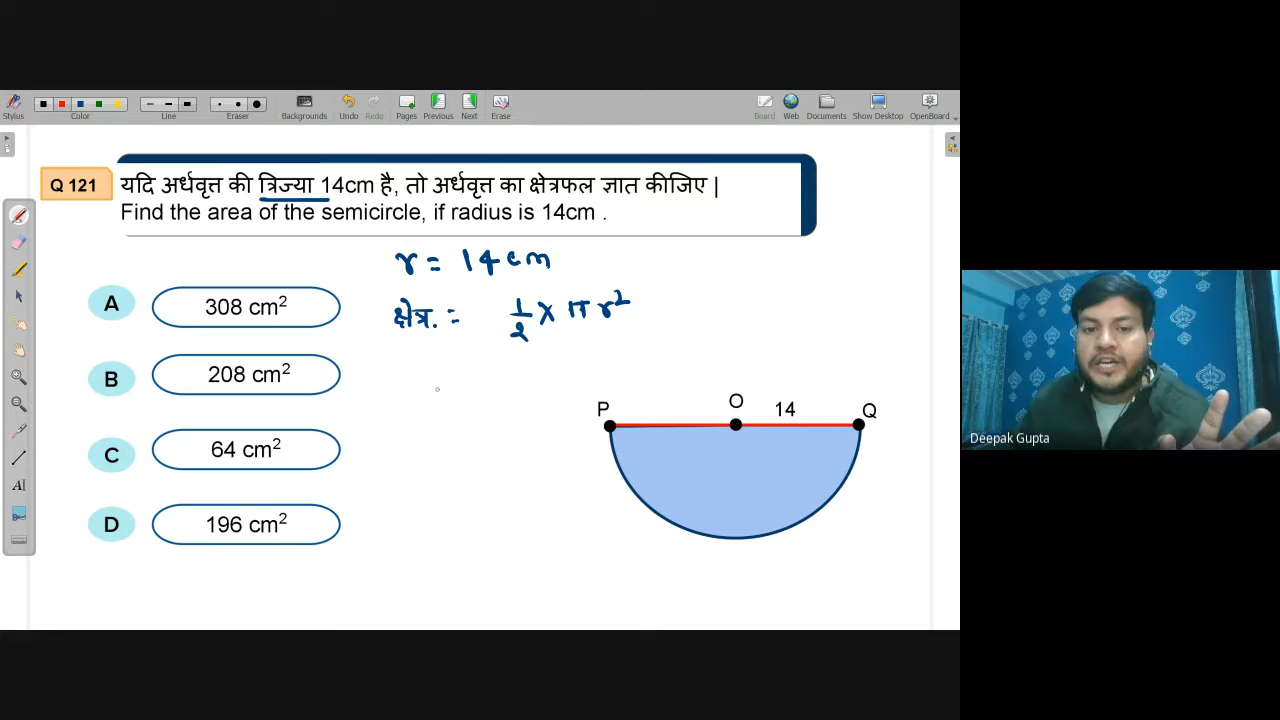 Stylus
Color
Line
Eraser
Backgrounds
Undo
Redo
Pages
Previous
Next
Erase
Board
Web
Documents
Show Desktop
OpenBoard
Q 121
यदि अर्धवृत्त की त्रिज्या 14cm है, तो अर्धवृत्त का क्षेत्रफल ज्ञात कीजिए |
Find the area of the semicircle, if radius is 14cm .
r = 14cm
क्षेत्र. = 1/2 × π r²
A 308 cm²
B 208 cm²
C 64 cm²
D 196 cm²
P O 14 Q
Deepak Gupta
AI